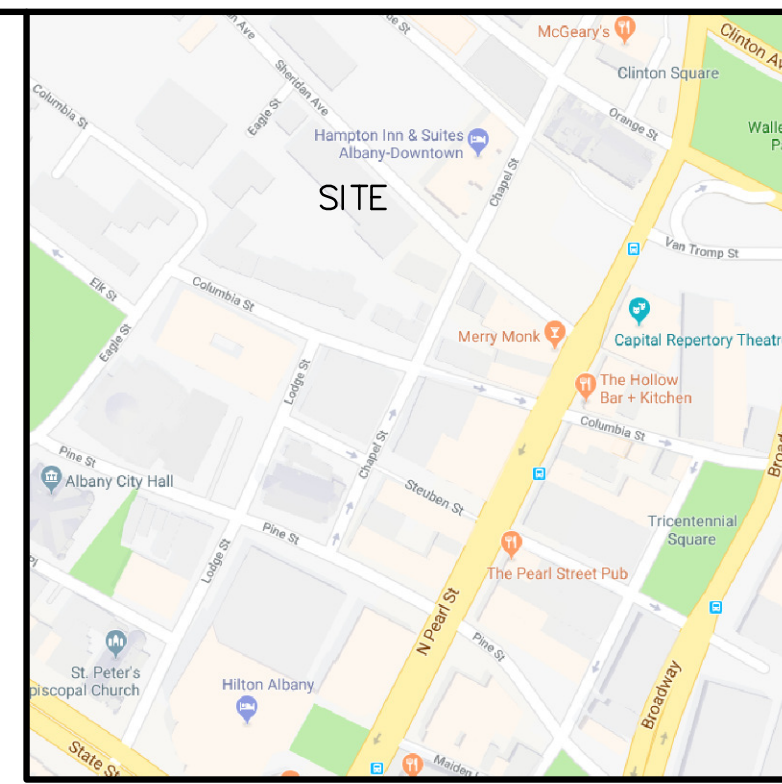 McGeary's
Clinton Av
Clinton Square
Sheridan Ave
Columbia St
Eagle St
Hampton Inn & Suites
Albany-Downtown
Orange St
Chapel St
SITE
Van Tromp St
Elk St
Columbia St
Merry Monk
Capital Repertory Theatr
Eagle St
Lodge St
The Hollow
Bar + Kitchen
Columbia St
Chapel St
Pine St
Albany City Hall
Steuben St
Tricentennial
Square
Pine St
Lodge St
The Pearl Street Pub
N Pearl St
Pine St
St. Peter's
piscopal Church
Hilton Albany
Broadway
State St
Maiden